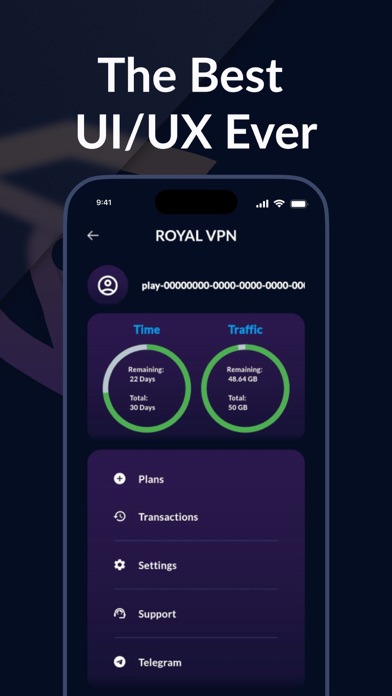 The Best
UI/UX Ever
9:41
ROYAL VPN
play-00000000-0000-0000-0000-000
Time
Traffic
Remaining:
22 Days
Total:
30 Days
Remaining:
48.64 GB
Total:
50 GB
Plans
Transactions
Settings
Support
Telegram